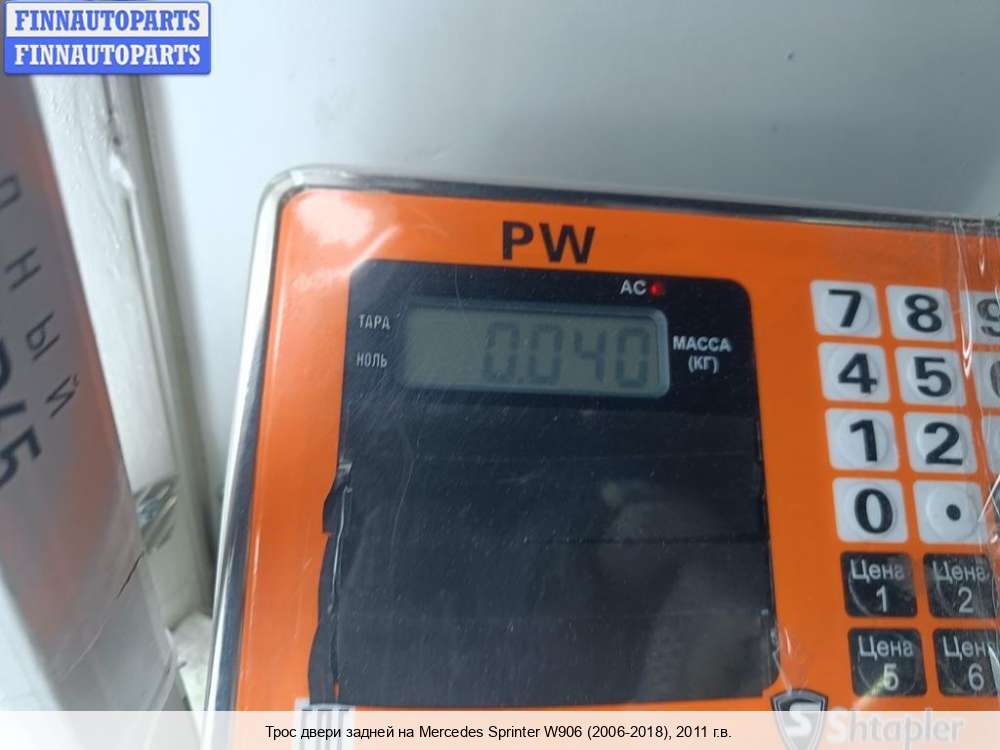 FINNAUTOPARTS
FINNAUTOPARTS
PW
AC
ТАРА
НОЛЬ
0.040
МАССА
(КГ)
7 8 9
4 5
1 2
0 .
Цена 1
Цена 2
Цена 5
Цена 6
S Shtapler
Трос двери задней на Mercedes Sprinter W906 (2006-2018), 2011 г.в.